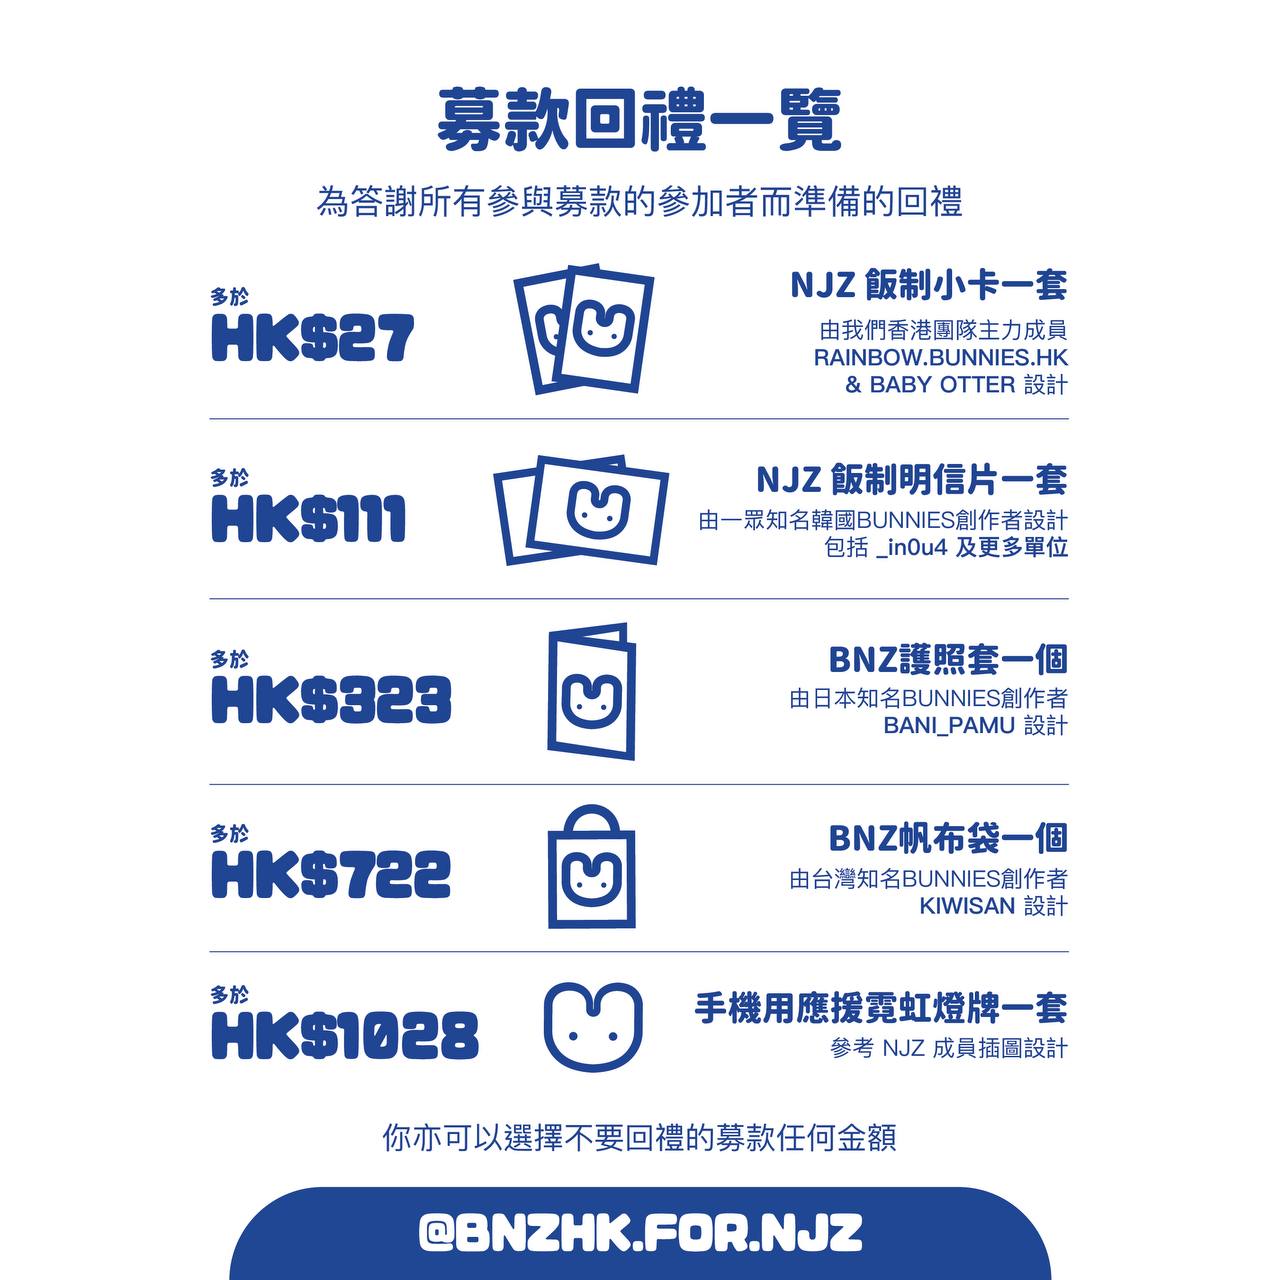 募款回禮一覽
為答謝所有參與募款的參加者而準備的回禮
多於
HK$27
NJZ 飯制小卡一套
由我們香港團隊主力成員
RAINBOW.BUNNIES.HK
& BABY OTTER 設計
多於
HK$111
NJZ 飯制明信片一套
由一眾知名韓國BUNNIES創作者設計
包括 _in0u4 及更多單位
多於
HK$323
BNZ護照套一個
由日本知名BUNNIES創作者
BANI_PAMU 設計
多於
HK$722
BNZ帆布袋一個
由台灣知名BUNNIES創作者
KIWISAN 設計
多於
HK$1028
手機用應援霓虹燈牌一套
參考 NJZ 成員插圖設計
你亦可以選擇不要回禮的募款任何金額
@BNZHK.FOR.NJZ